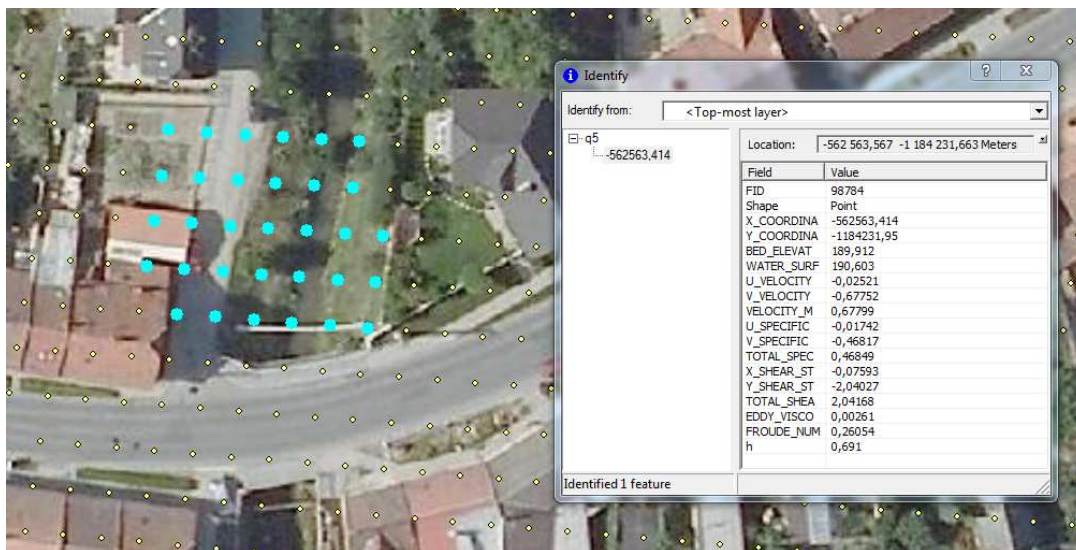 Identify
Identify from: <Top-most layer>
q5
-562563,414
Location: -562 563,567 -1 184 231,663 Meters
Field Value
FID 98784
Shape Point
X_COORDINA -562563,414
Y_COORDINA -1184231,95
BED_ELEVAT 189,912
WATER_SURF 190,603
U_VELOCITY -0,02521
V_VELOCITY -0,67752
VELOCITY_M 0,67799
U_SPECIFIC -0,01742
V_SPECIFIC -0,46817
TOTAL_SPEC 0,46849
X_SHEAR_ST -0,07593
Y_SHEAR_ST -2,04027
TOTAL_SHEA 2,04168
EDDY_VISCO 0,00261
FROUDE_NUM 0,26054
h 0,691
Identified 1 feature